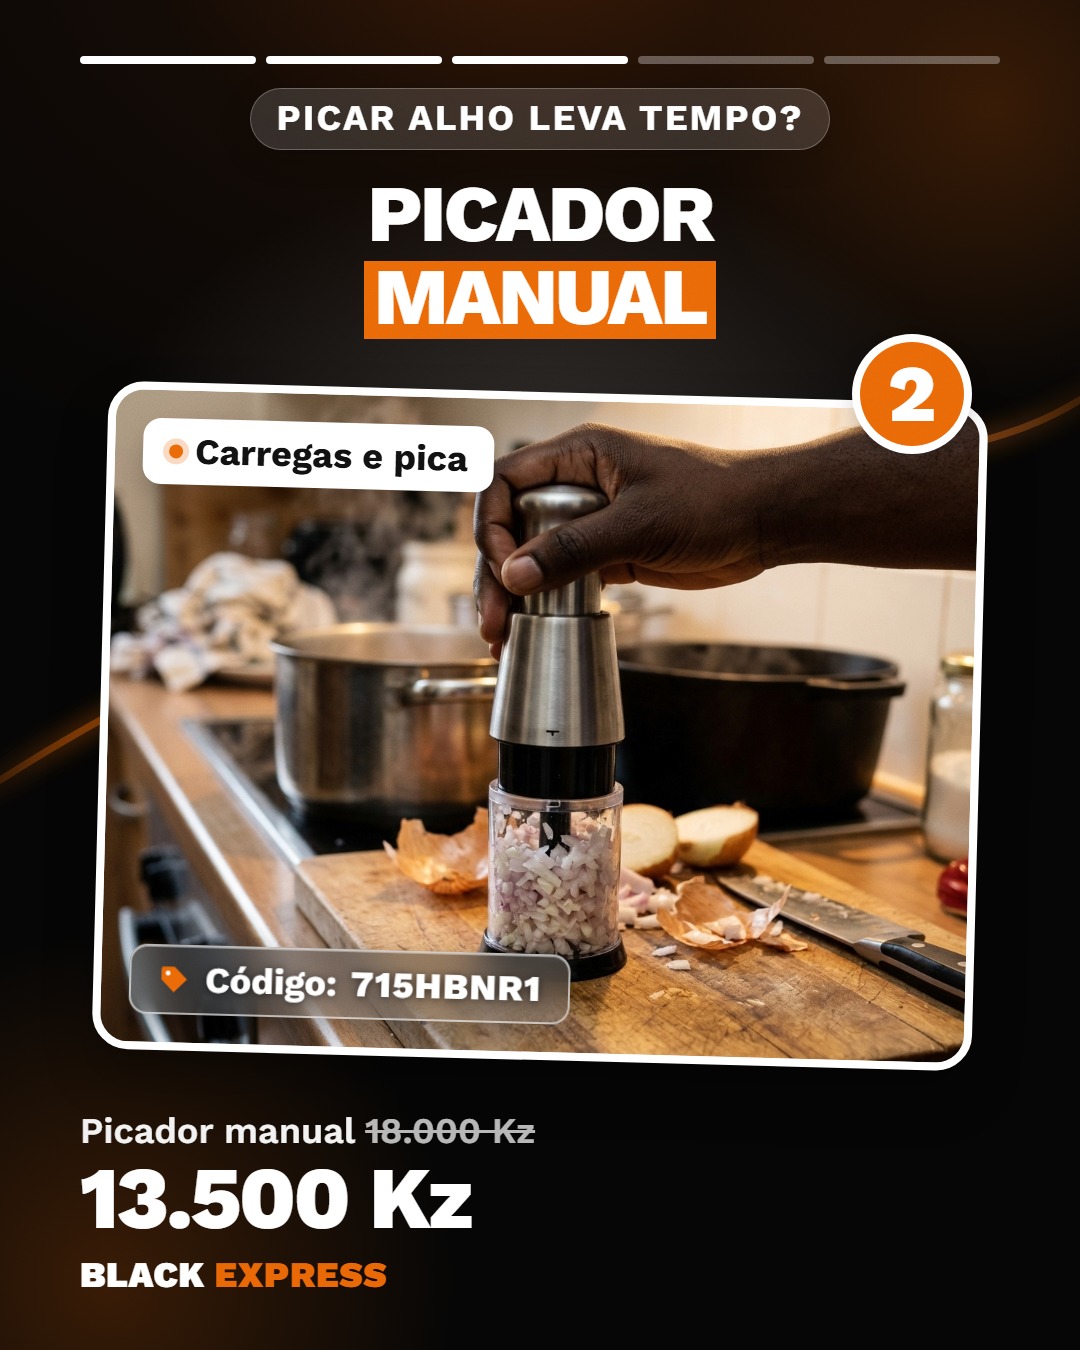 PICAR ALHO LEVA TEMPO?
PICADOR
MANUAL
2
Carregas e pica
Código: 715HBNR1
Picador manual 18.000 Kz
13.500 Kz
BLACK EXPRESS